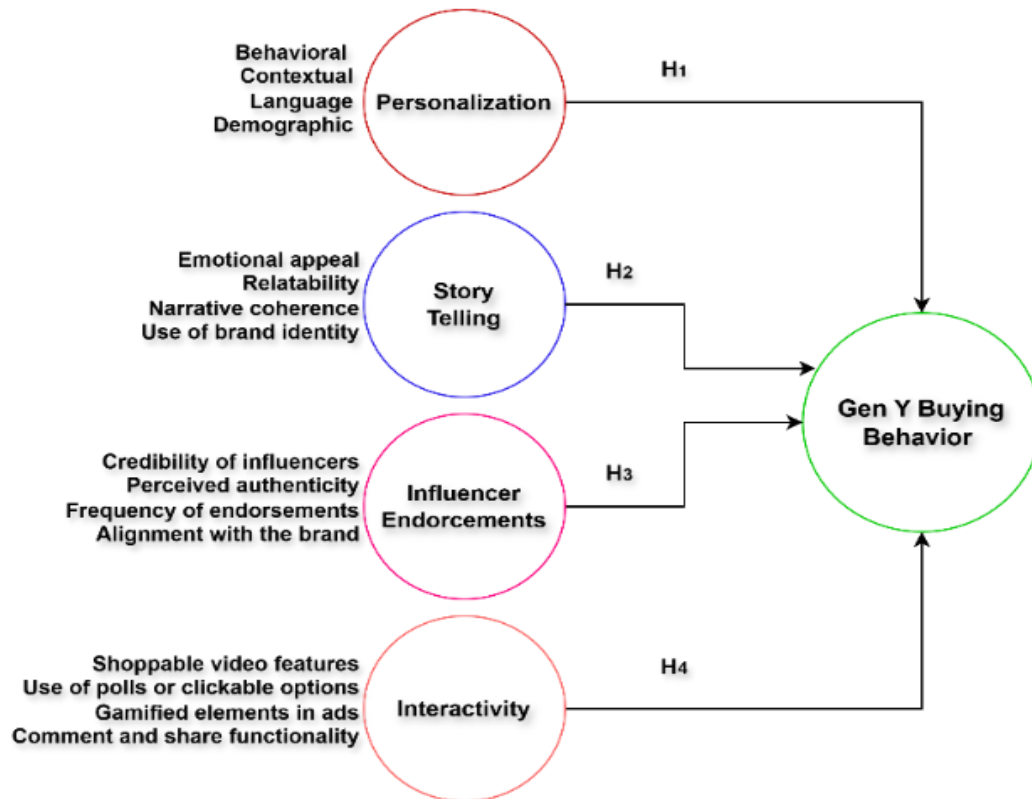 Behavioral
Contextual
Language
Demographic
Personalization
H1
Emotional appeal
Relatability
Narrative coherence
Use of brand identity
Story
Telling
H2
Credibility of influencers
Perceived authenticity
Frequency of endorsements
Alignment with the brand
Influencer
Endorcements
H3
Shoppable video features
Use of polls or clickable options
Gamified elements in ads
Comment and share functionality
Interactivity
H4
Gen Y Buying
Behavior